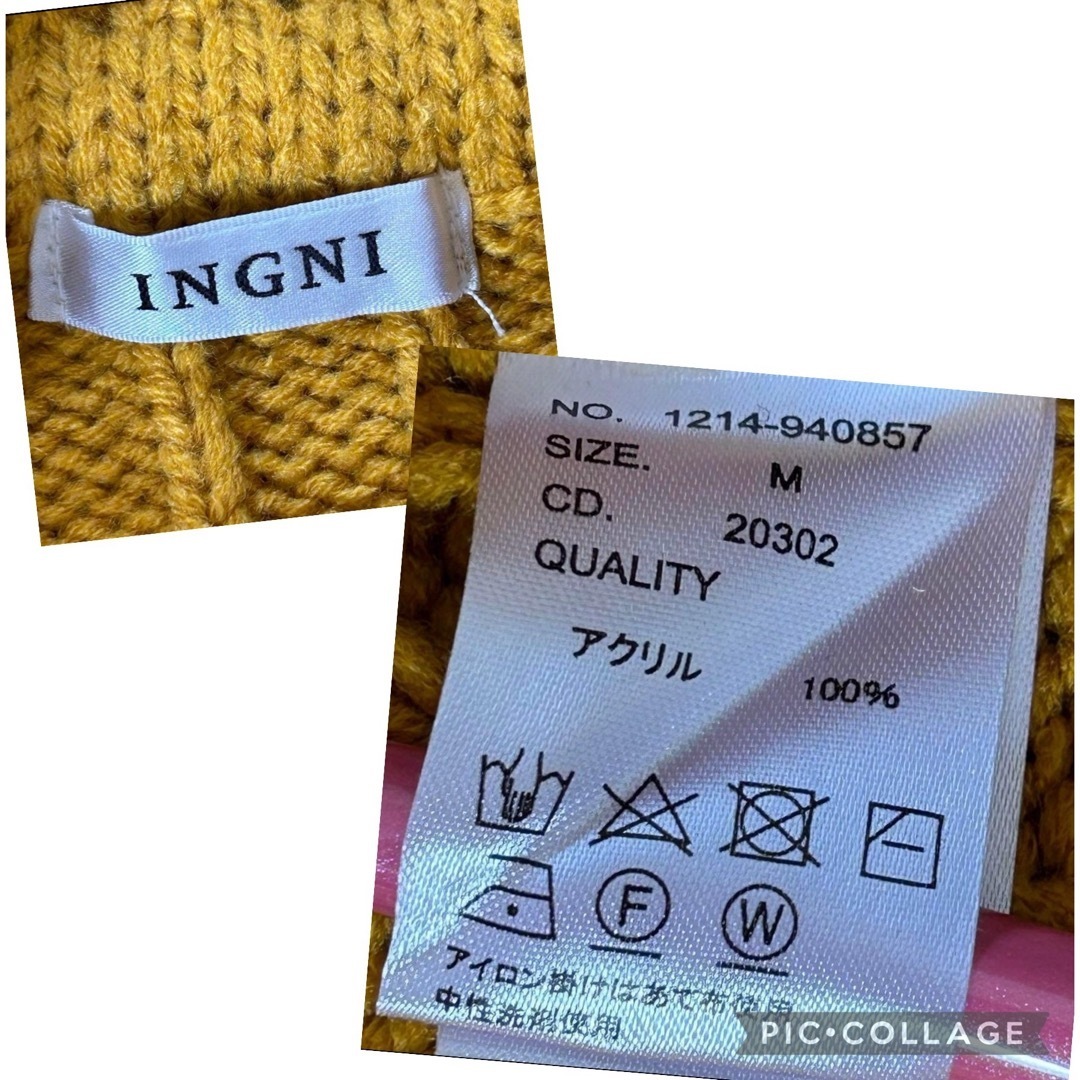 INGNI
NO. 1214-940857
SIZE. M
CD. 20302
QUALITY
アクリル 100%
F
W
アイロン掛けはあて布使用
中性洗剤使用
PIC•COLLAGE